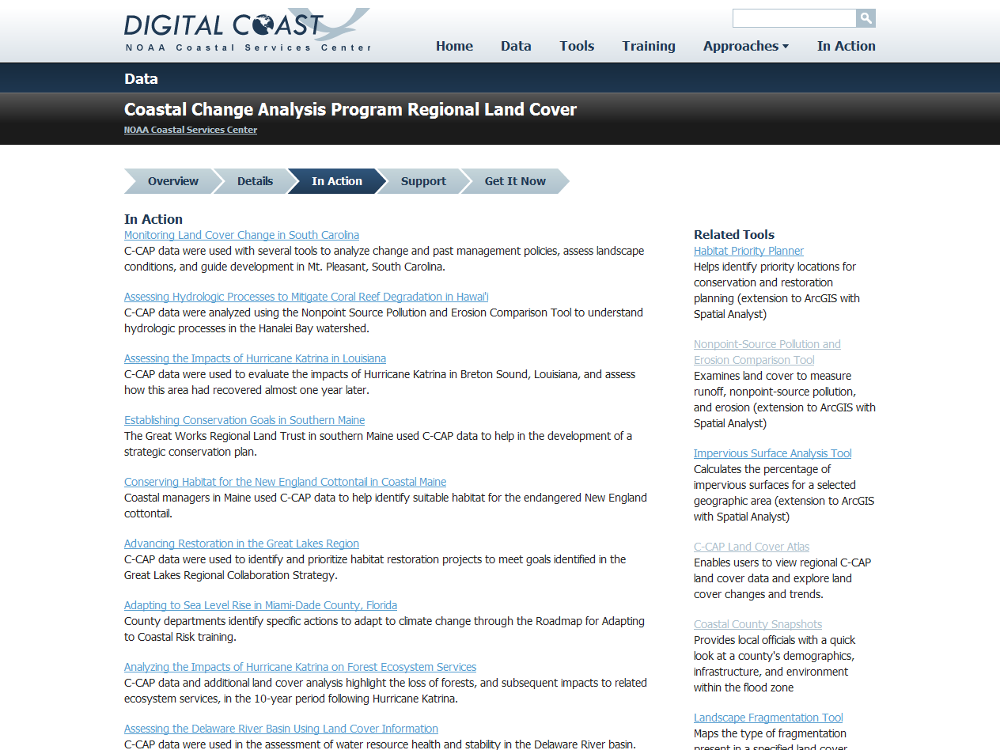 DIGITAL COAST
NOAA Coastal Services Center
Home
Data
Tools
Training
Approaches
In Action
Data
Coastal Change Analysis Program Regional Land Cover
NOAA Coastal Services Center
Overview
Details
In Action
Support
Get It Now
In Action
Monitoring Land Cover Change in South Carolina
C-CAP data were used with several tools to analyze change and past management policies, assess landscape
conditions, and guide development in Mt. Pleasant, South Carolina.
Assessing Hydrologic Processes to Mitigate Coral Reef Degradation in Hawai'i
C-CAP data were analyzed using the Nonpoint Source Pollution and Erosion Comparison Tool to understand
hydrologic processes in the Hanalei Bay watershed.
Assessing the Impacts of Hurricane Katrina in Louisiana
C-CAP data were used to evaluate the impacts of Hurricane Katrina in Breton Sound, Louisiana, and assess
how this area had recovered almost one year later.
Establishing Conservation Goals in Southern Maine
The Great Works Regional Land Trust in southern Maine used C-CAP data to help in the development of a
strategic conservation plan.
Conserving Habitat for the New England Cottontail in Coastal Maine
Coastal managers in Maine used C-CAP data to help identify suitable habitat for the endangered New England
cottontail.
Advancing Restoration in the Great Lakes Region
C-CAP data were used to identify and prioritize habitat restoration projects to meet goals identified in the
Great Lakes Regional Collaboration Strategy.
Adapting to Sea Level Rise in Miami-Dade County, Florida
County departments identify specific actions to adapt to climate change through the Roadmap for Adapting
to Coastal Risk training.
Analyzing the Impacts of Hurricane Katrina on Forest Ecosystem Services
C-CAP data and additional land cover analysis highlight the loss of forests, and subsequent impacts to related
ecosystem services, in the 10-year period following Hurricane Katrina.
Assessing the Delaware River Basin Using Land Cover Information
C-CAP data were used in the assessment of water resource health and stability in the Delaware River basin.
Related Tools
Habitat Priority Planner
Helps identify priority locations for
conservation and restoration
planning (extension to ArcGIS with
Spatial Analyst)
Nonpoint-Source Pollution and
Erosion Comparison Tool
Examines land cover to measure
runoff, nonpoint-source pollution,
and erosion (extension to ArcGIS with
Spatial Analyst)
Impervious Surface Analysis Tool
Calculates the percentage of
impervious surfaces for a selected
geographic area (extension to ArcGIS
with Spatial Analyst)
C-CAP Land Cover Atlas
Enables users to view regional C-CAP
land cover data and explore land
cover changes and trends.
Coastal County Snapshots
Provides local officials with a quick
look at a county's demographics,
infrastructure, and environment
within the flood zone
Landscape Fragmentation Tool
Maps the type of fragmentation
present in a specified land cover